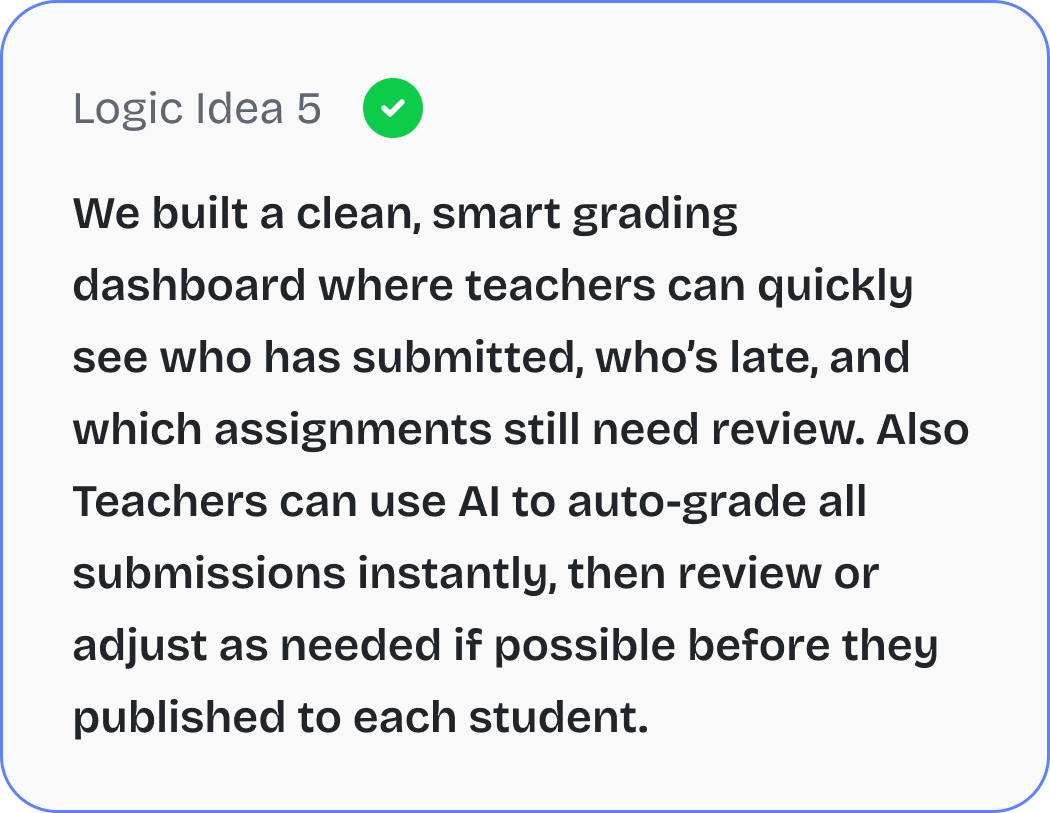 Logic Idea 5
We built a clean, smart grading
dashboard where teachers can quickly
see who has submitted, who’s late, and
which assignments still need review. Also
Teachers can use AI to auto-grade all
submissions instantly, then review or
adjust as needed if possible before they
published to each student.